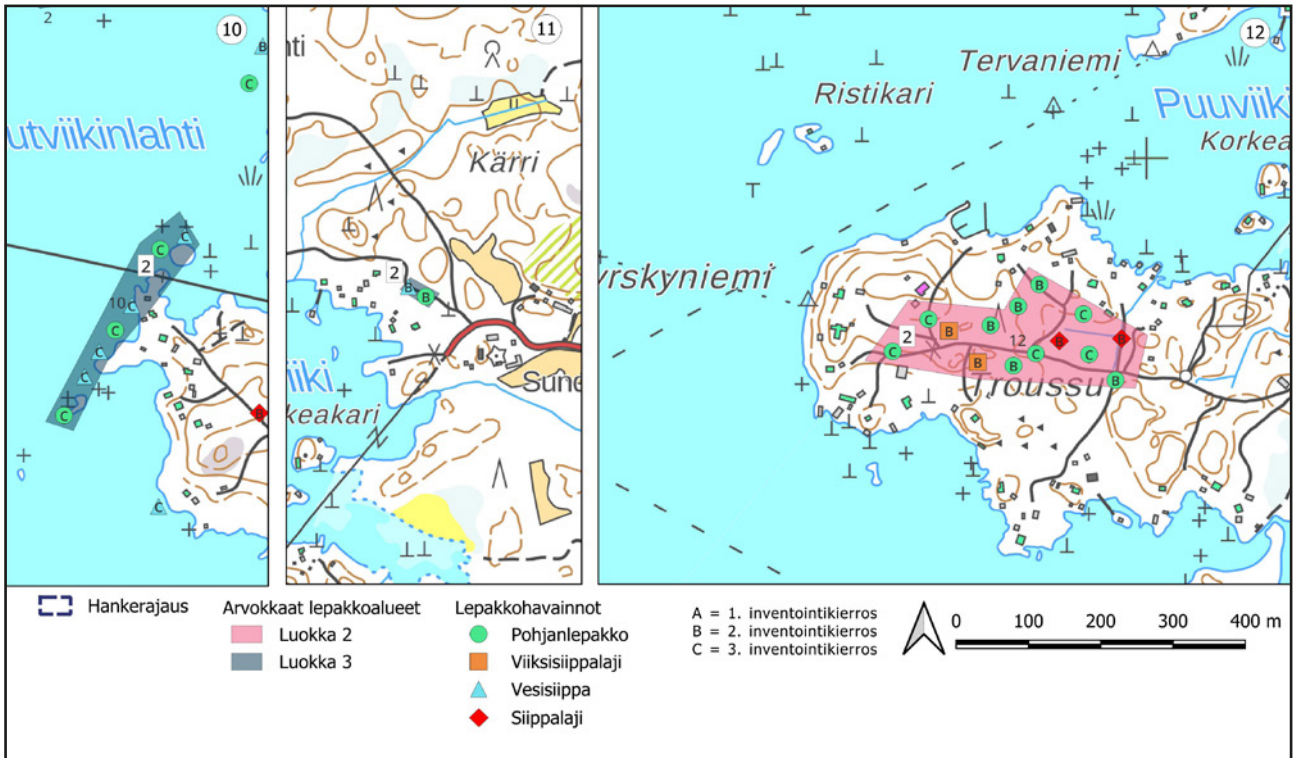 2
10
B
C
utviikinlahti
C
C
2
10
C
C
C
C
C
B
C
11
hti
Kärri
2
B
B
iiki
keakari
Sune
12
Tervaniemi
Ristikari
Puuviiki
Korkea
yrskyniemi
B
B
C
C
B
B
B
2
12
B
C
C
C
B
B
B
Troussu
Hankerajaus
Arvokkaat lepakkoalueet
Luokka 2
Luokka 3
Lepakkohavainnot
Pohjanlepakko
Viiksisiippalaji
Vesisiippa
Siippalaji
A = 1. inventointikierros
B = 2. inventointikierros
C = 3. inventointikierros
0 100 200 300 400 m